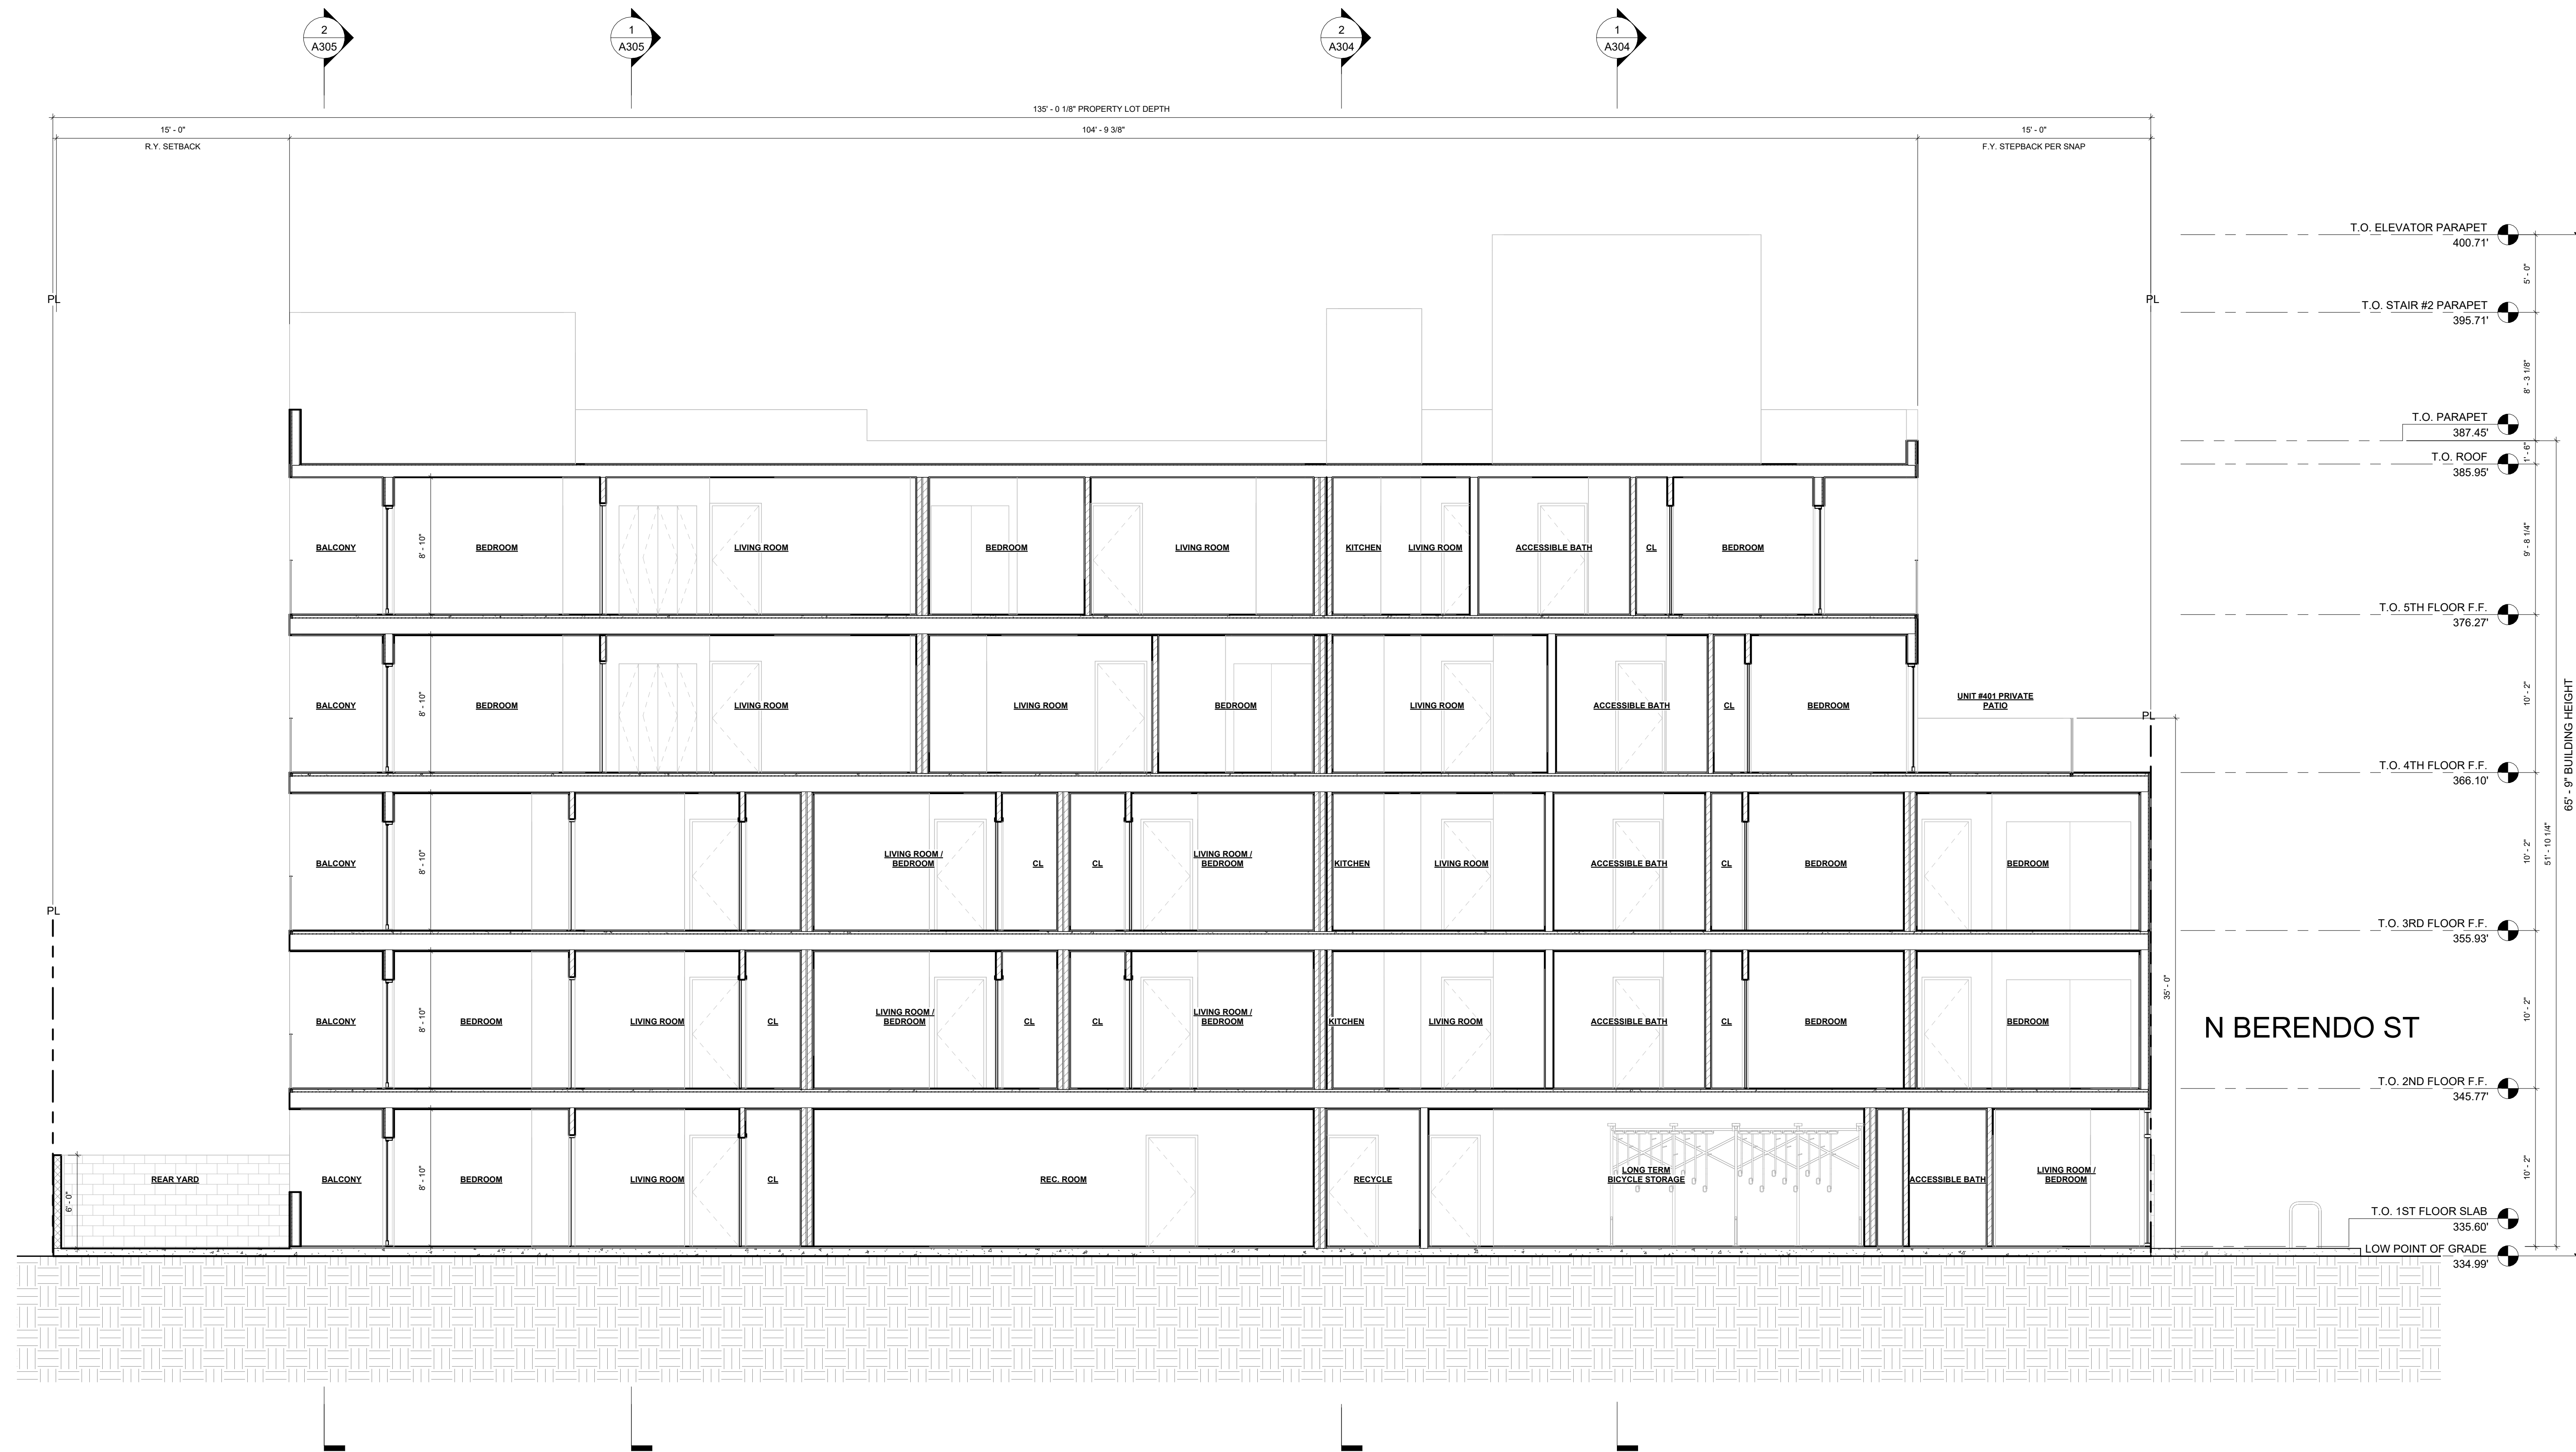 2
A305
1
A305
2
A304
1
A304
135' - 0 1/8" PROPERTY LOT DEPTH
15' - 0"
104' - 9 3/8"
15' - 0"
R.Y. SETBACK
F.Y. STEPBACK PER SNAP
T.O. ELEVATOR PARAPET
400.71'
5' - 0"
PL
PL
T.O. STAIR #2 PARAPET
395.71'
8' - 3 1/8"
T.O. PARAPET
387.45'
1' - 6"
T.O. ROOF
385.95'
BALCONY
8' - 10"
BEDROOM
LIVING ROOM
BEDROOM
LIVING ROOM
KITCHEN
LIVING ROOM
ACCESSIBLE BATH
CL
BEDROOM
9' - 8 1/4"
T.O. 5TH FLOOR F.F.
376.27'
BALCONY
8' - 10"
BEDROOM
LIVING ROOM
LIVING ROOM
BEDROOM
LIVING ROOM
ACCESSIBLE BATH
CL
BEDROOM
UNIT #401 PRIVATE
PATIO
PL
10' - 2"
65' - 9" BUILDING HEIGHT
T.O. 4TH FLOOR F.F.
366.10'
BALCONY
8' - 10"
LIVING ROOM /
BEDROOM
CL
CL
LIVING ROOM /
BEDROOM
KITCHEN
LIVING ROOM
ACCESSIBLE BATH
CL
BEDROOM
BEDROOM
10' - 2"
51' - 10 1/4"
PL
T.O. 3RD FLOOR F.F.
355.93'
35' - 0"
BALCONY
8' - 10"
BEDROOM
LIVING ROOM
CL
LIVING ROOM /
BEDROOM
CL
CL
LIVING ROOM /
BEDROOM
KITCHEN
LIVING ROOM
ACCESSIBLE BATH
CL
BEDROOM
BEDROOM
N BERENDO ST
10' - 2"
T.O. 2ND FLOOR F.F.
345.77'
6' - 0"
REAR YARD
BALCONY
8' - 10"
BEDROOM
LIVING ROOM
CL
REC. ROOM
RECYCLE
LONG TERM
BICYCLE STORAGE
ACCESSIBLE BATH
LIVING ROOM /
BEDROOM
10' - 2"
T.O. 1ST FLOOR SLAB
335.60'
LOW POINT OF GRADE
334.99'